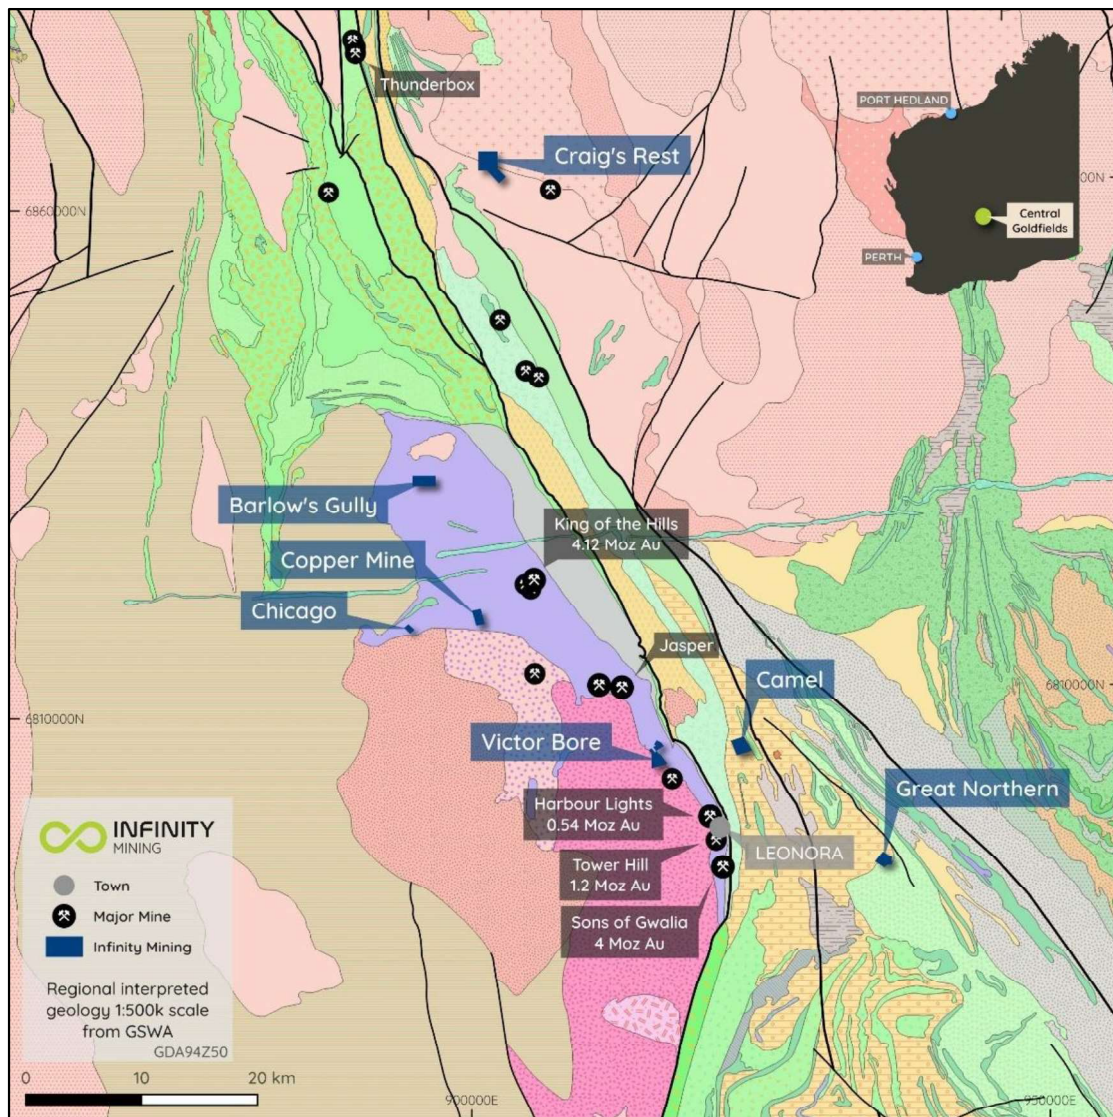 Thunderbox
PORT HEDLAND
Craig's Rest
6860000N
Central
Goldfields
PERTH
Barlow's Gully
King of the Hills
4.12 Moz Au
Copper Mine
Chicago
Jasper
Camel
6810000N
6810000N
Victor Bore
Great Northern
Harbour Lights
0.54 Moz Au
LEONORA
Tower Hill
1.2 Moz Au
Sons of Gwalia
4 Moz Au
INFINITY
MINING
Town
Major Mine
Infinity Mining
Regional interpreted
geology 1:500k scale
from GSWA
GDA94Z50
0 10 20 km
900000E